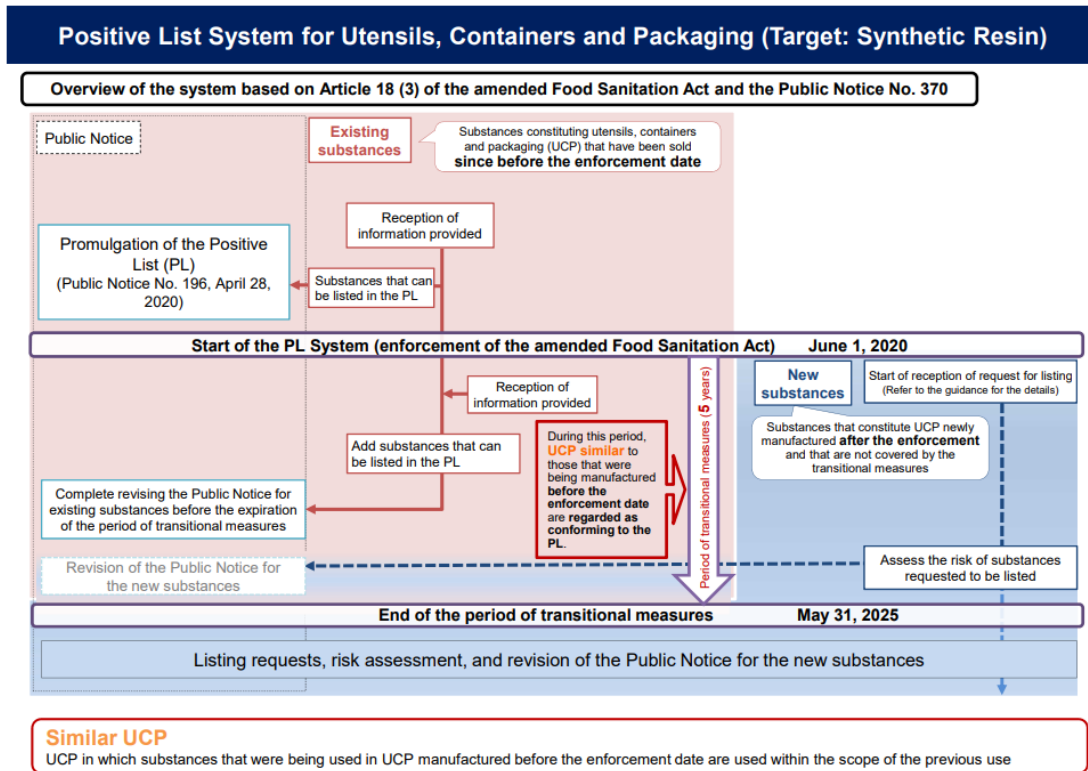 Positive List System for Utensils, Containers and Packaging (Target: Synthetic Resin)
Overview of the system based on Article 18 (3) of the amended Food Sanitation Act and the Public Notice No. 370
Public Notice
Existing
substances
Substances constituting utensils, containers
and packaging (UCP) that have been sold
since before the enforcement date
Reception of
information provided
Promulgation of the Positive
List (PL)
(Public Notice No. 196, April 28,
2020)
Substances that can
be listed in the PL
Start of the PL System (enforcement of the amended Food Sanitation Act) June 1, 2020
Reception of
information provided
Add substances that can
be listed in the PL
During this period,
UCP similar to
those that were
being manufactured
before the
enforcement date
are regarded as
conforming to the
PL.
Period of transitional measures (5 years)
New
substances
Start of reception of request for listing
(Refer to the guidance for the details)
Substances that constitute UCP newly
manufactured after the enforcement
and that are not covered by the
transitional measures
Complete revising the Public Notice for
existing substances before the expiration
of the period of transitional measures
Revision of the Public Notice for
the new substances
Assess the risk of substances
requested to be listed
End of the period of transitional measures May 31, 2025
Listing requests, risk assessment, and revision of the Public Notice for the new substances
Similar UCP
UCP in which substances that were being used in UCP manufactured before the enforcement date are used within the scope of the previous use